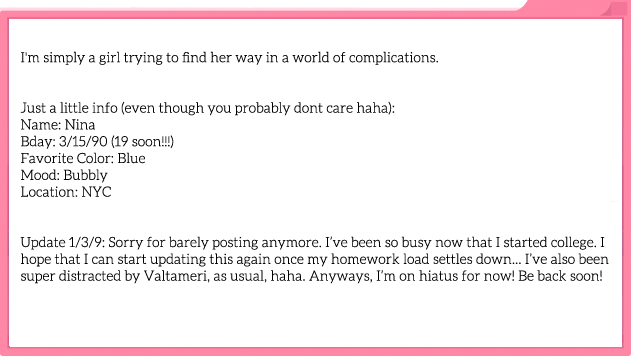 I'm simply a girl trying to find her way in a world of complications.
Just a little info (even though you probably dont care haha):
Name: Nina
Bday: 3/15/90 (19 soon!!!)
Favorite Color: Blue
Mood: Bubbly
Location: NYC
Update 1/3/9: Sorry for barely posting anymore. I've been so busy now that I started college. I
hope that I can start updating this again once my homework load settles down... I've also been
super distracted by Valtameri, as usual, haha. Anyways, I'm on hiatus for now! Be back soon!